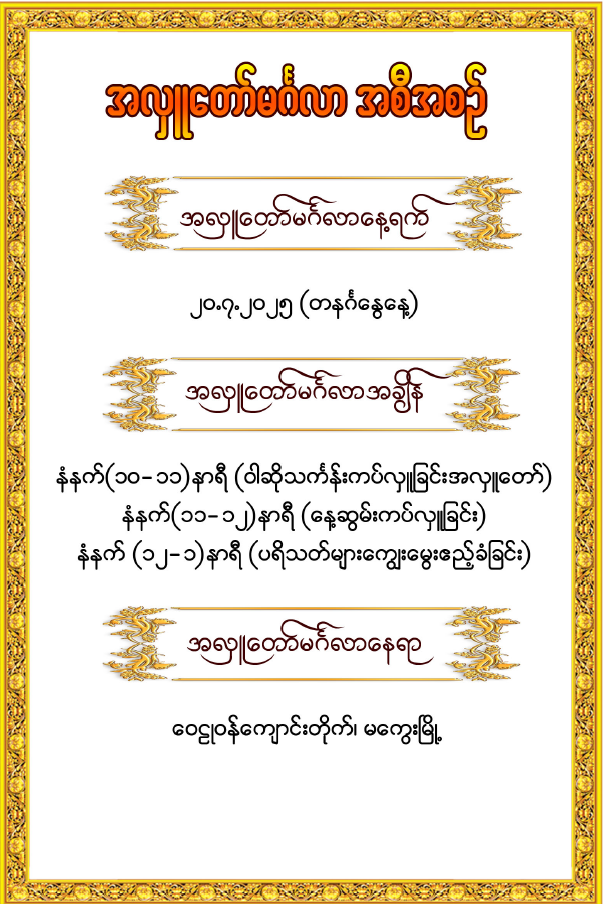 အလှူတော်မင်္ဂလာ အစီအစဉ်
အလှူတော်မင်္ဂလာနေ့ရက်
၂၀.၇.၂၀၂၅ (တနင်္ဂနွေနေ့)
အလှူတော်မင်္ဂလာအချိန်
နံနက်(၁၀-၁၁)နာရီ (ဝါဆိုသင်္ကန်းကပ်လှူခြင်းအလှူတော်)
နံနက်(၁၁-၁၂)နာရီ (နေ့ဆွမ်းကပ်လှူခြင်း)
နံနက် (၁၂-၁)နာရီ (ပရိသတ်များကျွေးမွေးဧည့်ခံခြင်း)
အလှူတော်မင်္ဂလာနေရာ
ဝေဠုဝန်ကျောင်းတိုက်၊ မကွေးမြို့